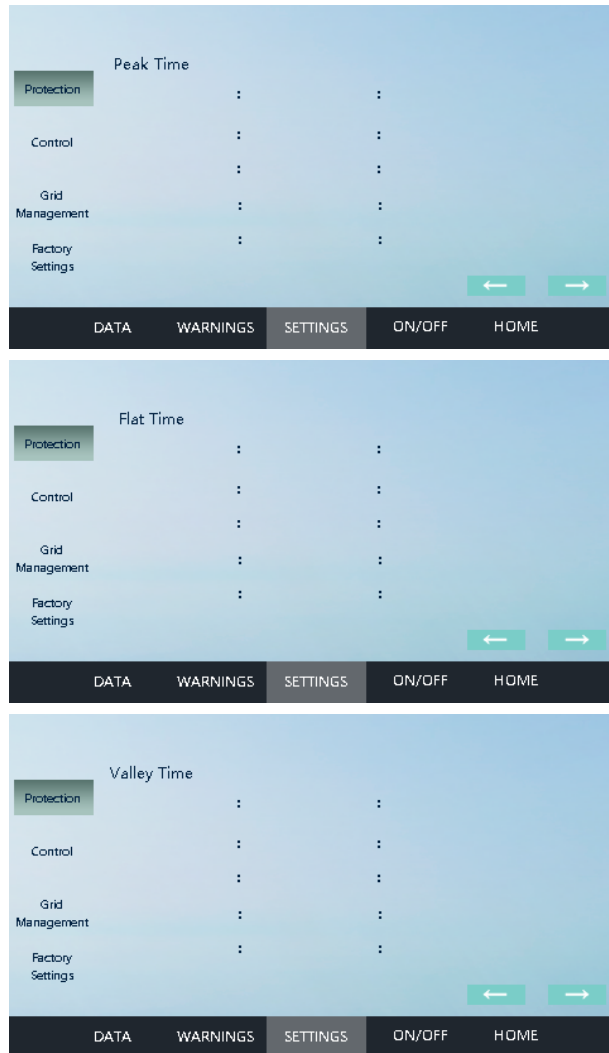 Peak Time
Protection
: :
Control
: :
: :
Grid
Management
: :
Factory
Settings
: :
← →
DATA WARNINGS SETTINGS ON/OFF HOME
Flat Time
Protection
: :
Control
: :
: :
Grid
Management
: :
Factory
Settings
: :
← →
DATA WARNINGS SETTINGS ON/OFF HOME
Valley Time
Protection
: :
Control
: :
: :
Grid
Management
: :
Factory
Settings
: :
← →
DATA WARNINGS SETTINGS ON/OFF HOME